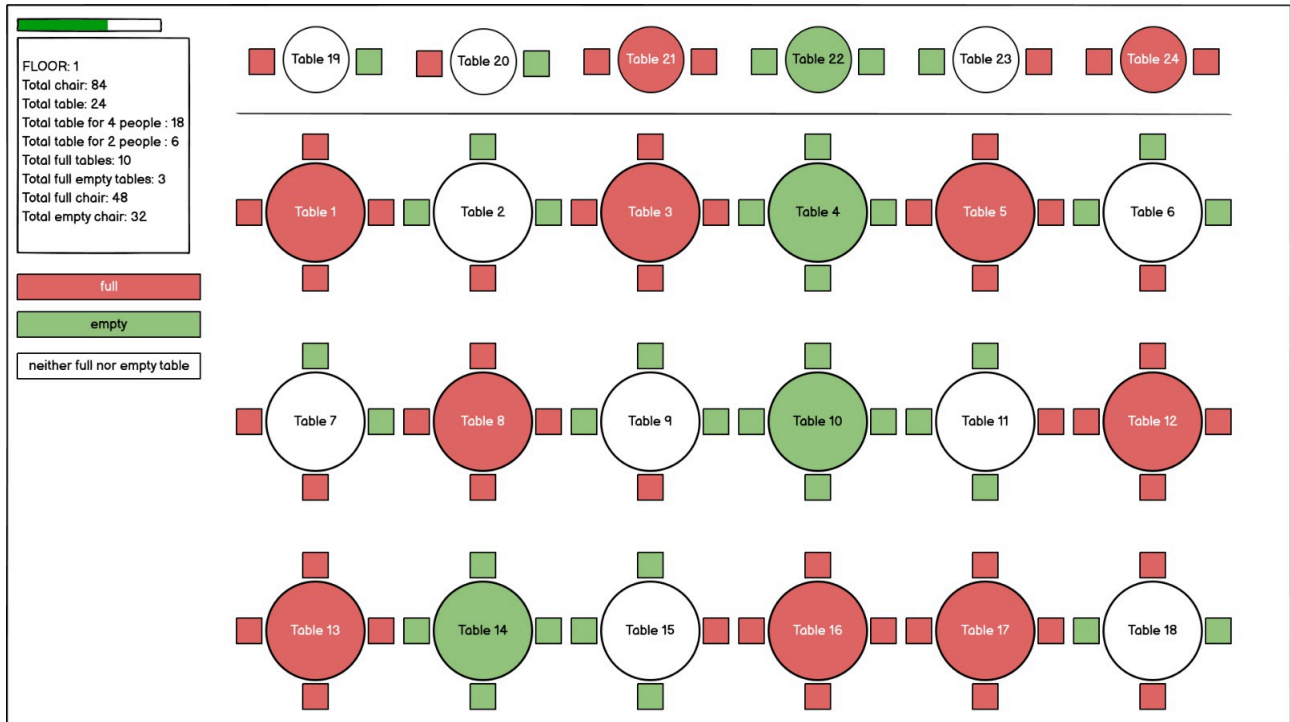 FLOOR: 1
Total chair: 84
Total table: 24
Total table for 4 people : 18
Total table for 2 people : 6
Total full tables: 10
Total full empty tables: 3
Total full chair: 48
Total empty chair: 32
full
empty
neither full nor empty table
Table 19
Table 20
Table 21
Table 22
Table 23
Table 24
Table 1
Table 2
Table 3
Table 4
Table 5
Table 6
Table 7
Table 8
Table 9
Table 10
Table 11
Table 12
Table 13
Table 14
Table 15
Table 16
Table 17
Table 18